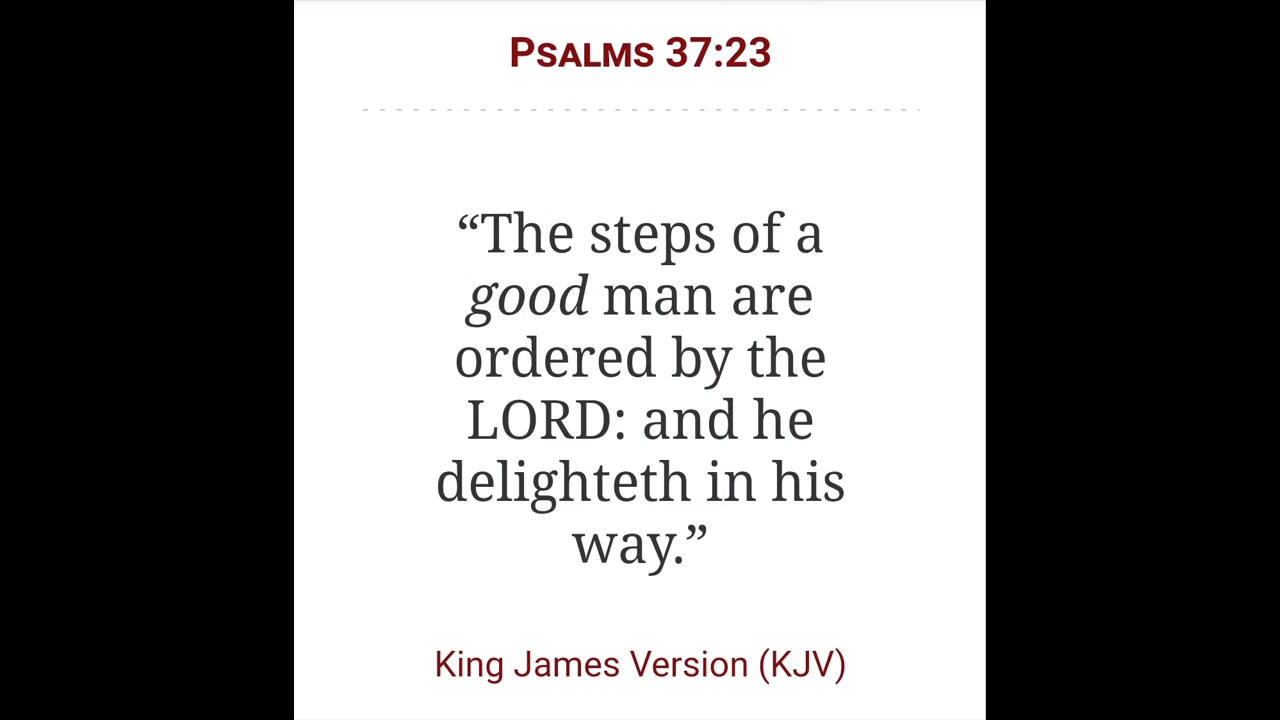 PSALMS 37:23
“The steps of a
good man are
ordered by the
LORD: and he
delighteth in his
way.”
King James Version (KJV)